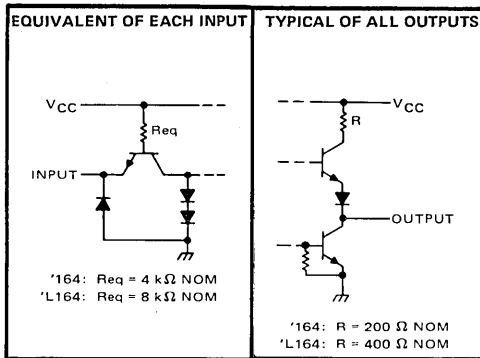 EQUIVALENT OF EACH INPUT
VCC
Req
INPUT
'164: Req = 4 kΩ NOM
'L164: Req = 8 kΩ NOM
TYPICAL OF ALL OUTPUTS
VCC
R
OUTPUT
'164: R = 200 Ω NOM
'L164: R = 400 Ω NOM